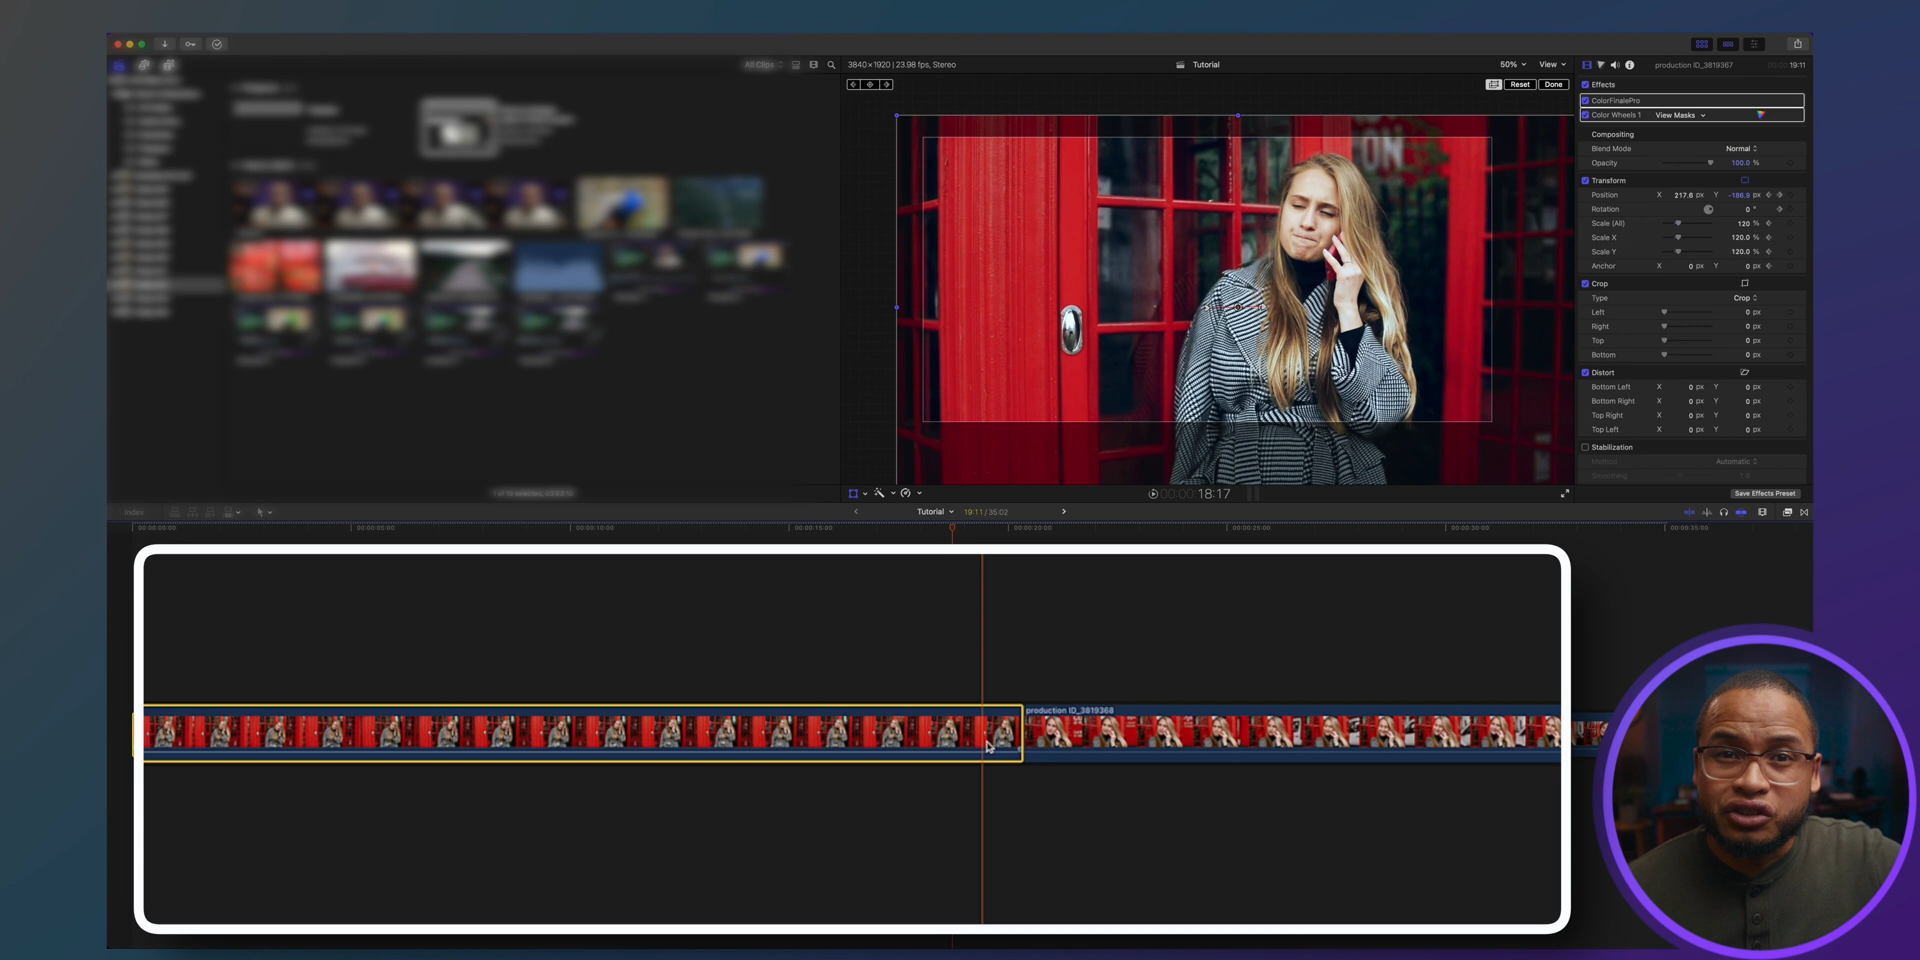 All Clips
3840×1920 | 23.98 fps, Stereo
Tutorial
50%
View
production ID_3819367
19:11
Reset
Done
Effects
ColorFinalePro
Color Wheels 1
View Masks
Compositing
Blend Mode
Normal
Opacity
100.0 %
Transform
Position
X 217.6 px Y -186.9 px
Rotation
0 °
Scale (All)
120 %
Scale X
120.0 %
Scale Y
120.0 %
Anchor
X 0 px Y 0 px
Crop
Type
Crop
Left
0 px
Right
0 px
Top
0 px
Bottom
0 px
Distort
Bottom Left
X 0 px Y 0 px
Bottom Right
X 0 px Y 0 px
Top Right
X 0 px Y 0 px
Top Left
X 0 px Y 0 px
Stabilization
Method
Automatic
Smoothing
Save Effects Preset
00:00:18:17
Index
Tutorial
19:11 / 35:02
00:00:00:00
00:00:05:00
00:00:10:00
00:00:15:00
00:00:20:00
00:00:25:00
00:00:30:00
00:00:35:00
production ID_3819368